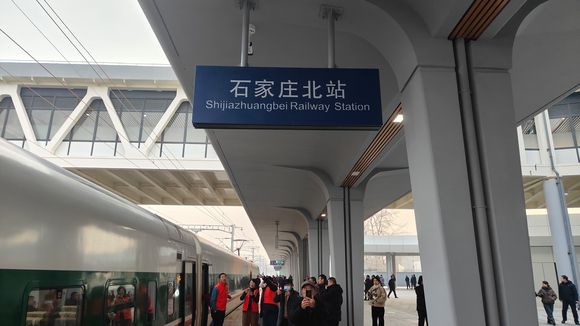 石家庄北站
Shijiazhuangbei Railway Station